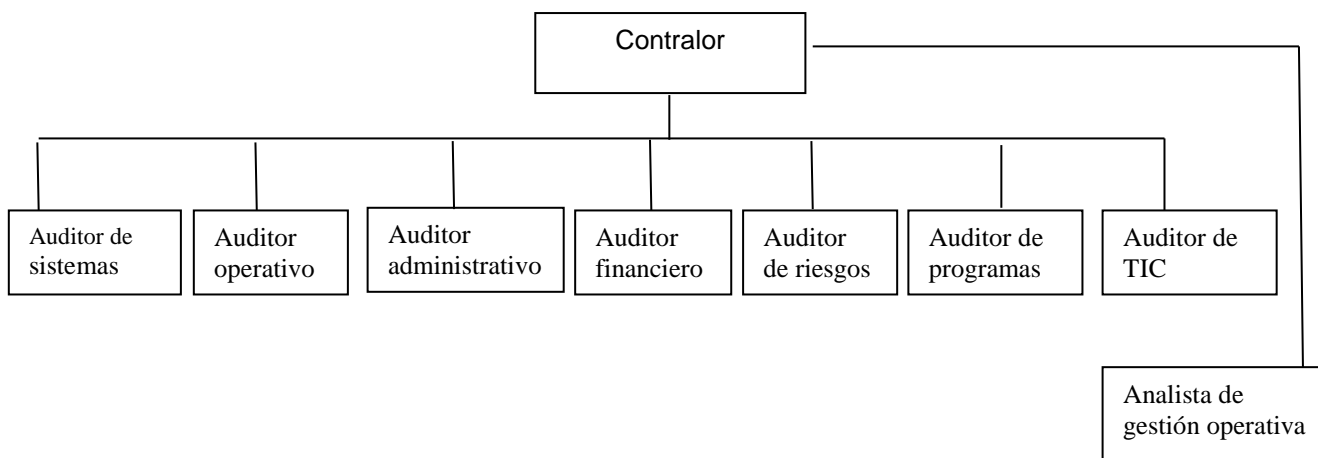 Contralor
Auditor de
sistemas
Auditor
operativo
Auditor
administrativo
Auditor
financiero
Auditor
de riesgos
Auditor de
programas
Auditor de
TIC
Analista de
gestión operativa